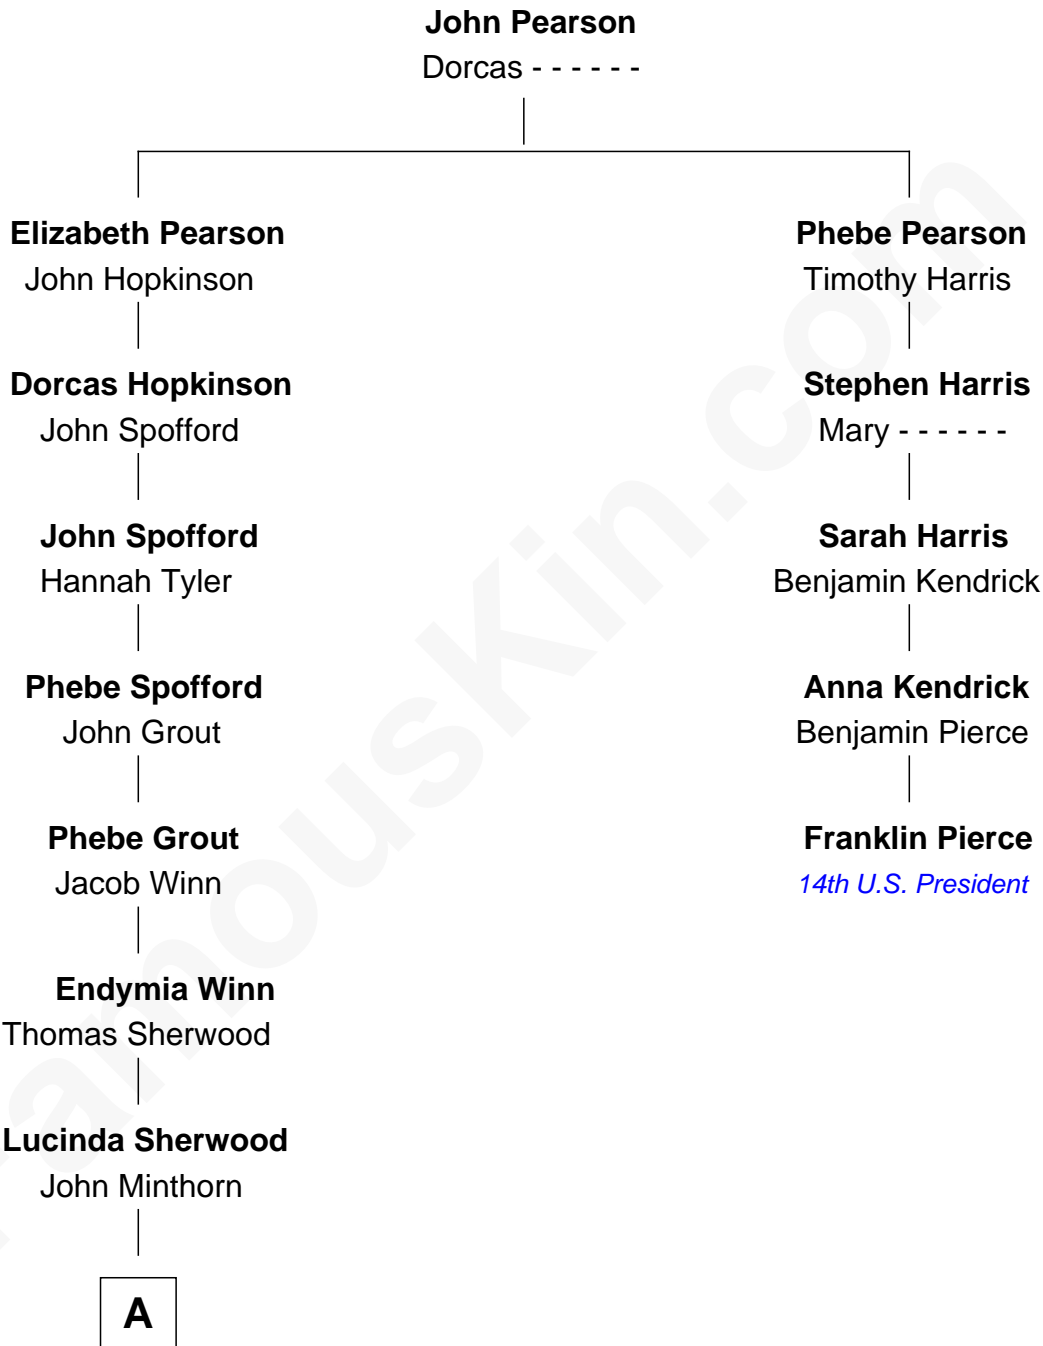 John Pearson
Dorcas - - - - - -
Elizabeth Pearson
John Hopkinson
Phebe Pearson
Timothy Harris
Dorcas Hopkinson
John Spofford
Stephen Harris
Mary - - - - - -
John Spofford
Hannah Tyler
Sarah Harris
Benjamin Kendrick
Phebe Spofford
John Grout
Anna Kendrick
Benjamin Pierce
Phebe Grout
Jacob Winn
Franklin Pierce
14th U.S. President
Endymia Winn
Thomas Sherwood
Lucinda Sherwood
John Minthorn
A
FamousKin.com